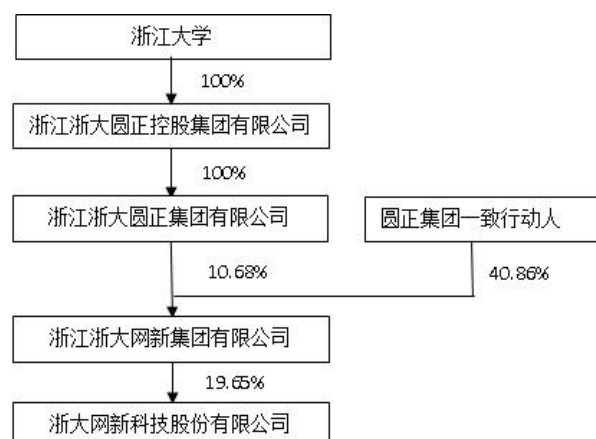 浙江大学
100%
浙江浙大圆正控股集团有限公司
100%
浙江浙大圆正集团有限公司
圆正集团一致行动人
10.68%
40.86%
浙江浙大网新集团有限公司
19.65%
浙大网新科技股份有限公司